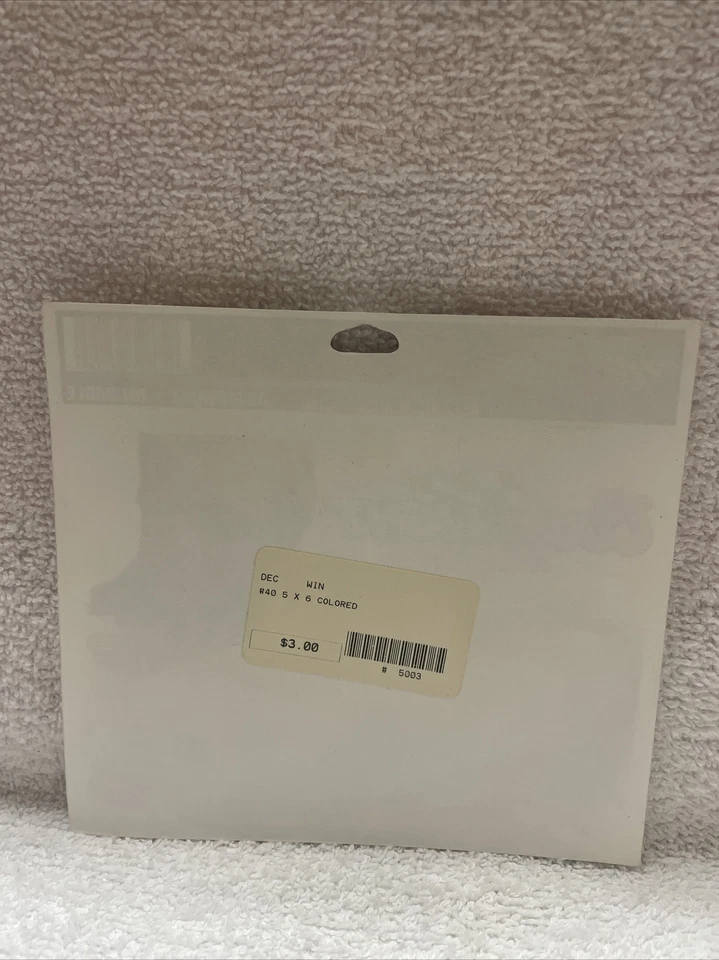 DEC WIN
#40 5 X 6 COLORED
$3.00
# 5003